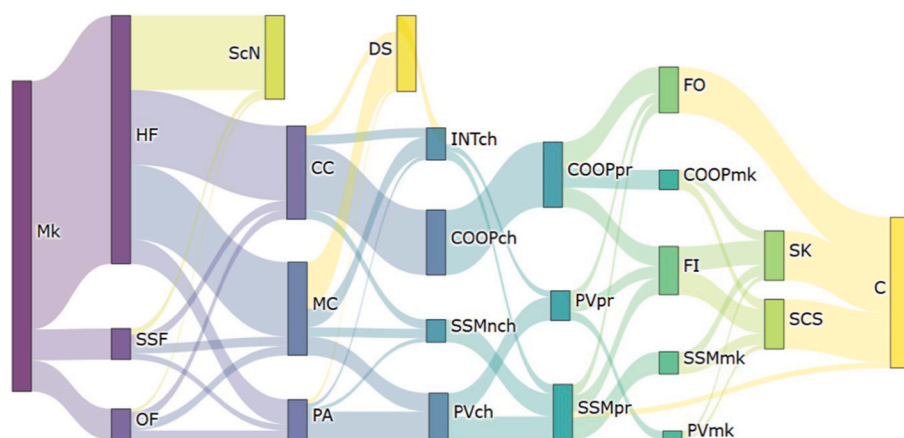 Mk
HF
SSF
OF
ScN
CC
MC
PA
DS
INTch
COOPch
SSMnch
PVch
COOPpr
PVpr
SSMpr
FO
COOPmk
FI
SSMmk
PVmk
SK
SCS
C